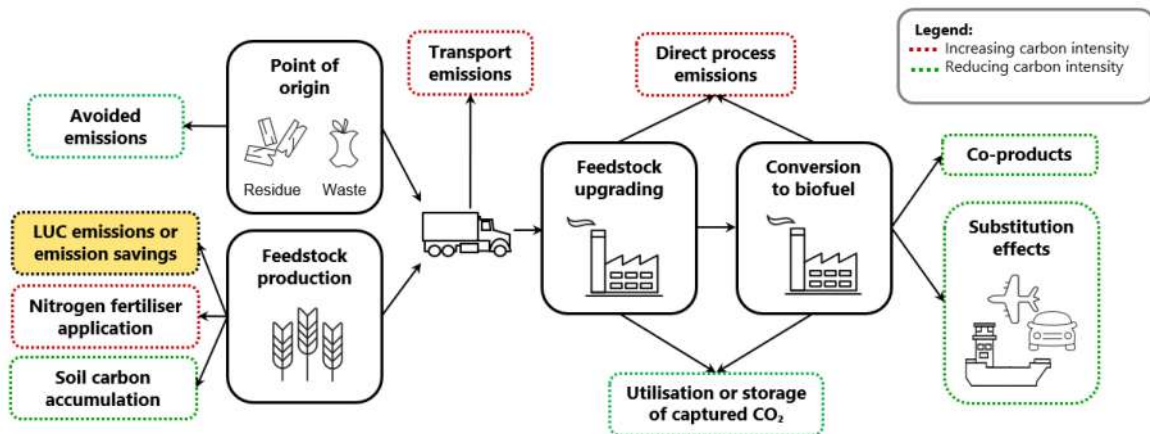 Legend:
Increasing carbon intensity
Reducing carbon intensity
Point of
origin
Residue
Waste
Avoided
emissions
LUC emissions or
emission savings
Nitrogen fertiliser
application
Soil carbon
accumulation
Feedstock
production
Transport
emissions
Direct process
emissions
Feedstock
upgrading
Conversion
to biofuel
Utilisation or storage
of captured CO₂
Co-products
Substitution
effects